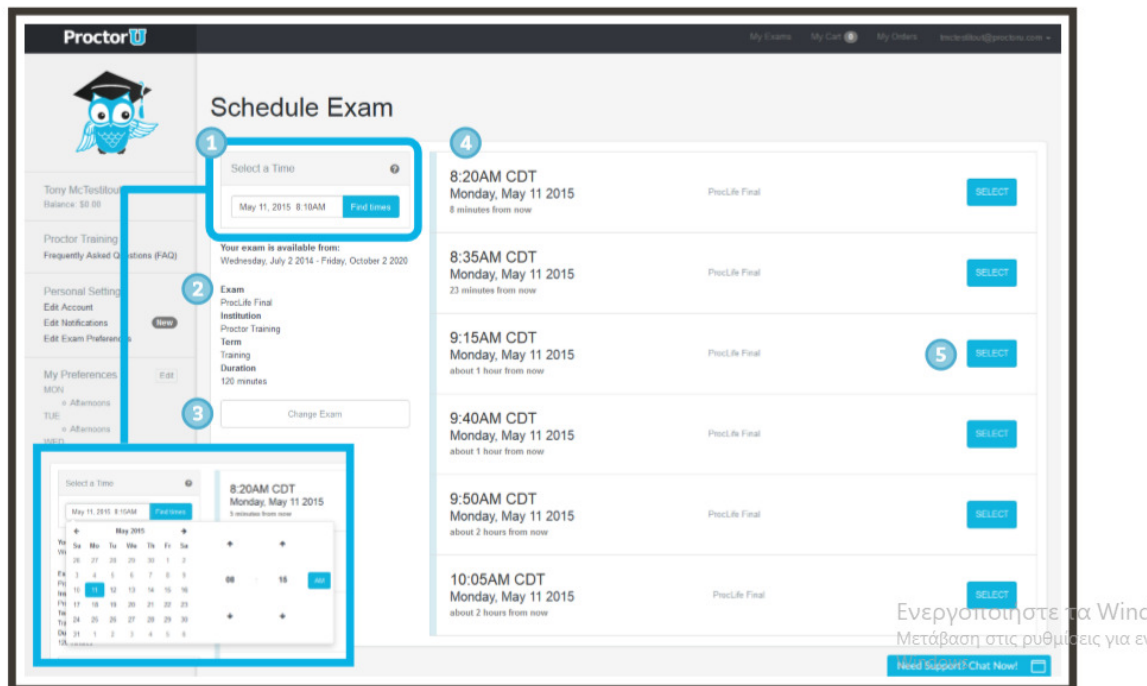 ProctorU
My Exams My Cart 0 My Orders
Schedule Exam
1
Select a Time
May 11, 2015 8:10AM Find times
Your exam is available from:
Wednesday, July 2 2014 - Friday, October 2 2020
2
Exam
ProcLife Final
Institution
Proctor Training
Term
Training
Duration
120 minutes
3
Change Exam
Balance: $0.00
Proctor Training
Frequently Asked Questions (FAQ)
Personal Setting
Edit Account
Edit Notifications New
Edit Exam Preferences
My Preferences Edit
MON
Afternoons
TUE
Afternoons
WED
4
8:20AM CDT
Monday, May 11 2015
8 minutes from now
ProcLife Final
SELECT
8:35AM CDT
Monday, May 11 2015
23 minutes from now
ProcLife Final
SELECT
9:15AM CDT
Monday, May 11 2015
about 1 hour from now
ProcLife Final
5
SELECT
9:40AM CDT
Monday, May 11 2015
about 1 hour from now
ProcLife Final
SELECT
9:50AM CDT
Monday, May 11 2015
about 2 hours from now
ProcLife Final
SELECT
10:05AM CDT
Monday, May 11 2015
about 2 hours from now
ProcLife Final
SELECT
Select a Time
May 11, 2015 8:15AM Find times
8:20AM CDT
Monday, May 11 2015
5 minutes from now
May 2015
Su Mo Tu We Th Fr Sa
26 27 28 29 30 1 2
3 4 5 6 7 8 9
10 11 12 13 14 15 16
17 18 19 20 21 22 23
24 25 26 27 28 29 30
31 1 2 3 4 5 6
08 : 15 AM
Ενεργοποιήστε τα Wind
Μετάβαση στις ρυθμίσεις για εν
Need Support? Chat Now!